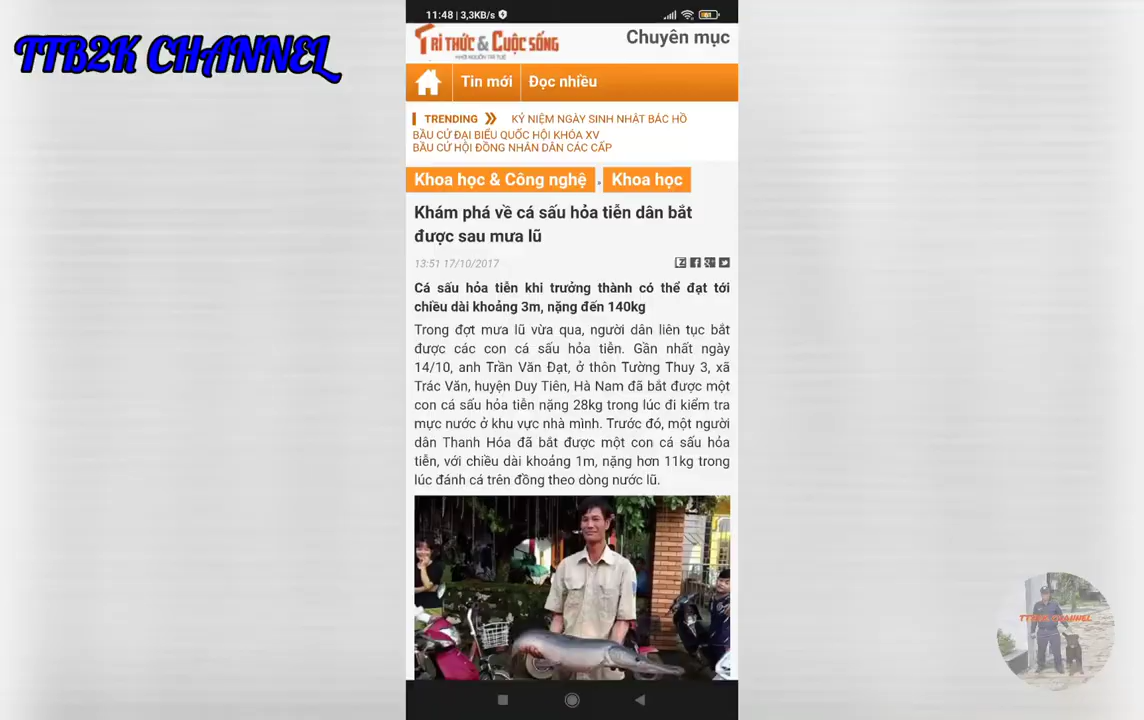 TTB2K CHANNEL
11:48 | 3,3KB/s
TRI THỨC & CUỘC SỐNG
Chuyên mục
Tin mới
Đọc nhiều
TRENDING
KỶ NIỆM NGÀY SINH NHẬT BÁC HỒ
BẦU CỬ ĐẠI BIỂU QUỐC HỘI KHÓA XV
BẦU CỬ HỘI ĐỒNG NHÂN DÂN CÁC CẤP
Khoa học & Công nghệ » Khoa học
Khám phá về cá sấu hỏa tiễn dân bắt
được sau mưa lũ
13:51 17/10/2017
Cá sấu hỏa tiễn khi trưởng thành có thể đạt tới
chiều dài khoảng 3m, nặng đến 140kg
Trong đợt mưa lũ vừa qua, người dân liên tục bắt
được các con cá sấu hỏa tiễn. Gần nhất ngày
14/10, anh Trần Văn Đạt, ở thôn Tường Thuy 3, xã
Trác Văn, huyện Duy Tiên, Hà Nam đã bắt được một
con cá sấu hỏa tiễn nặng 28kg trong lúc đi kiểm tra
mực nước ở khu vực nhà mình. Trước đó, một người
dân Thanh Hóa đã bắt được một con cá sấu hỏa
tiễn, với chiều dài khoảng 1m, nặng hơn 11kg trong
lúc đánh cá trên đồng theo dòng nước lũ.
TTB2K CHANNEL